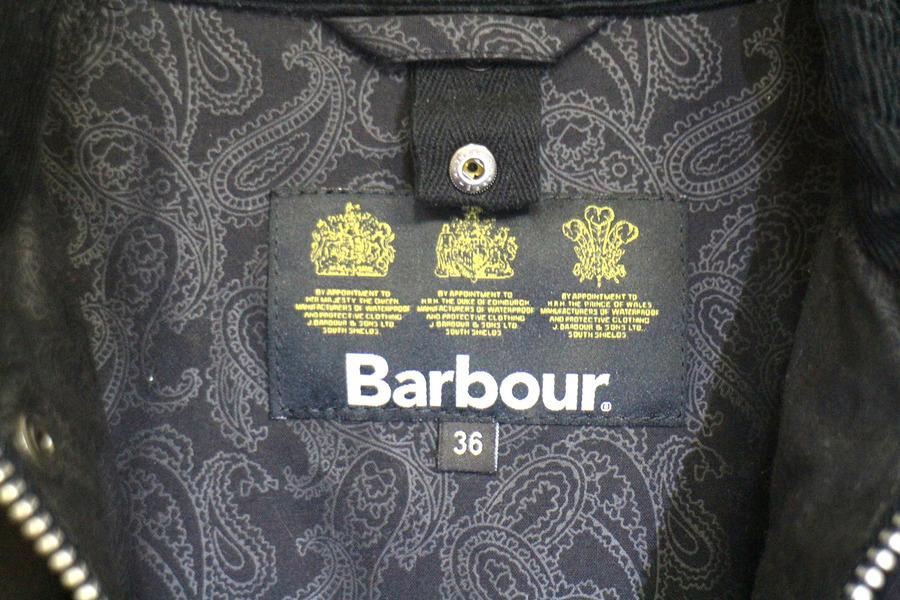 BY APPOINTMENT TO
HER MAJESTY THE QUEEN
MANUFACTURERS OF WATERPROOF
AND PROTECTIVE CLOTHING
J. BARBOUR & SONS LTD.
SOUTH SHIELDS.
BY APPOINTMENT TO
H.R.H. THE DUKE OF EDINBURGH
MANUFACTURERS OF WATERPROOF
AND PROTECTIVE CLOTHING
J. BARBOUR & SONS LTD.
SOUTH SHIELDS.
BY APPOINTMENT TO
H.R.H. THE PRINCE OF WALES
MANUFACTURERS OF WATERPROOF
AND PROTECTIVE CLOTHING
J. BARBOUR & SONS LTD.
SOUTH SHIELDS.
Barbour®
36